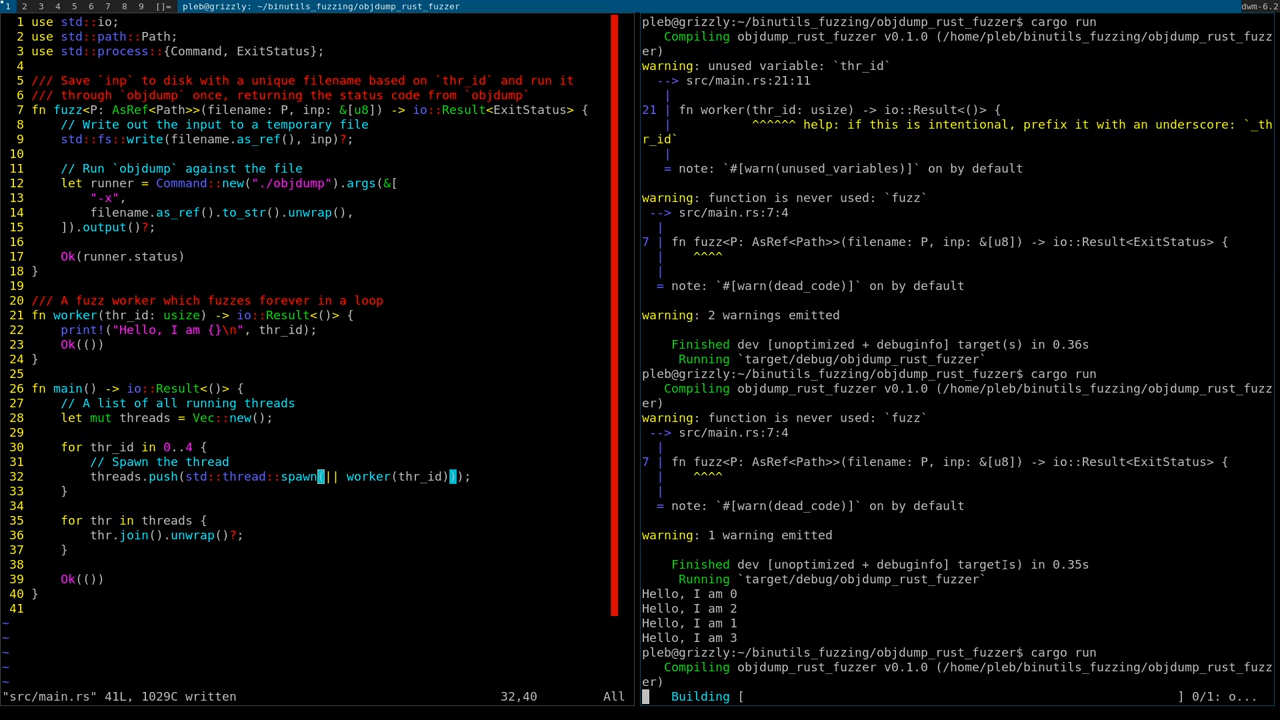 1 2 3 4 5 6 7 8 9 []= pleb@grizzly: ~/binutils_fuzzing/objdump_rust_fuzzer dwm-6.2
1 use std::io;
2 use std::path::Path;
3 use std::process::{Command, ExitStatus};
4
5 /// Save `inp` to disk with a unique filename based on `thr_id` and run it
6 /// through `objdump` once, returning the status code from `objdump`
7 fn fuzz<P: AsRef<Path>>(filename: P, inp: &[u8]) -> io::Result<ExitStatus> {
8     // Write out the input to a temporary file
9     std::fs::write(filename.as_ref(), inp)?;
10
11     // Run `objdump` against the file
12     let runner = Command::new("./objdump").args(&[
13         "-x",
14         filename.as_ref().to_str().unwrap(),
15     ]).output()?;
16
17     Ok(runner.status)
18 }
19
20 /// A fuzz worker which fuzzes forever in a loop
21 fn worker(thr_id: usize) -> io::Result<()> {
22     print!("Hello, I am {}\n", thr_id);
23     Ok(())
24 }
25
26 fn main() -> io::Result<()> {
27     // A list of all running threads
28     let mut threads = Vec::new();
29
30     for thr_id in 0..4 {
31         // Spawn the thread
32         threads.push(std::thread::spawn(|| worker(thr_id)));
33     }
34
35     for thr in threads {
36         thr.join().unwrap()?;
37     }
38
39     Ok(())
40 }
41
~
~
~
~
~
"src/main.rs" 41L, 1029C written 32,40 All
pleb@grizzly:~/binutils_fuzzing/objdump_rust_fuzzer$ cargo run
Compiling objdump_rust_fuzzer v0.1.0 (/home/pleb/binutils_fuzzing/objdump_rust_fuzz
er)
warning: unused variable: `thr_id`
--> src/main.rs:21:11
|
21 | fn worker(thr_id: usize) -> io::Result<()> {
| ^^^^^^ help: if this is intentional, prefix it with an underscore: `_th
r_id`
|
= note: `#[warn(unused_variables)]` on by default
warning: function is never used: `fuzz`
--> src/main.rs:7:4
|
7 | fn fuzz<P: AsRef<Path>>(filename: P, inp: &[u8]) -> io::Result<ExitStatus> {
| ^^^^
|
= note: `#[warn(dead_code)]` on by default
warning: 2 warnings emitted
Finished dev [unoptimized + debuginfo] target(s) in 0.36s
Running `target/debug/objdump_rust_fuzzer`
pleb@grizzly:~/binutils_fuzzing/objdump_rust_fuzzer$ cargo run
Compiling objdump_rust_fuzzer v0.1.0 (/home/pleb/binutils_fuzzing/objdump_rust_fuzz
er)
warning: function is never used: `fuzz`
--> src/main.rs:7:4
|
7 | fn fuzz<P: AsRef<Path>>(filename: P, inp: &[u8]) -> io::Result<ExitStatus> {
| ^^^^
|
= note: `#[warn(dead_code)]` on by default
warning: 1 warning emitted
Finished dev [unoptimized + debuginfo] target(s) in 0.35s
Running `target/debug/objdump_rust_fuzzer`
Hello, I am 0
Hello, I am 2
Hello, I am 1
Hello, I am 3
pleb@grizzly:~/binutils_fuzzing/objdump_rust_fuzzer$ cargo run
Compiling objdump_rust_fuzzer v0.1.0 (/home/pleb/binutils_fuzzing/objdump_rust_fuzz
er)
Building [ ] 0/1: o...